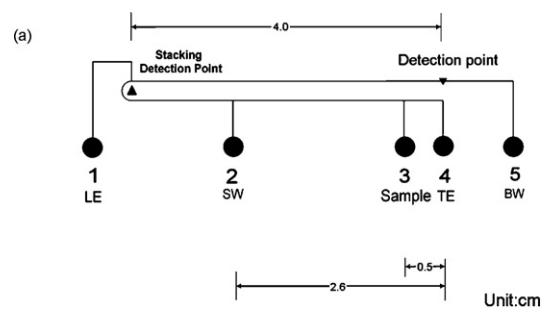 4.0
(a)
Stacking
Detection Point
Detection point
1 2 3 4 5
LE SW Sample TE BW
0.5
2.6
Unit:cm